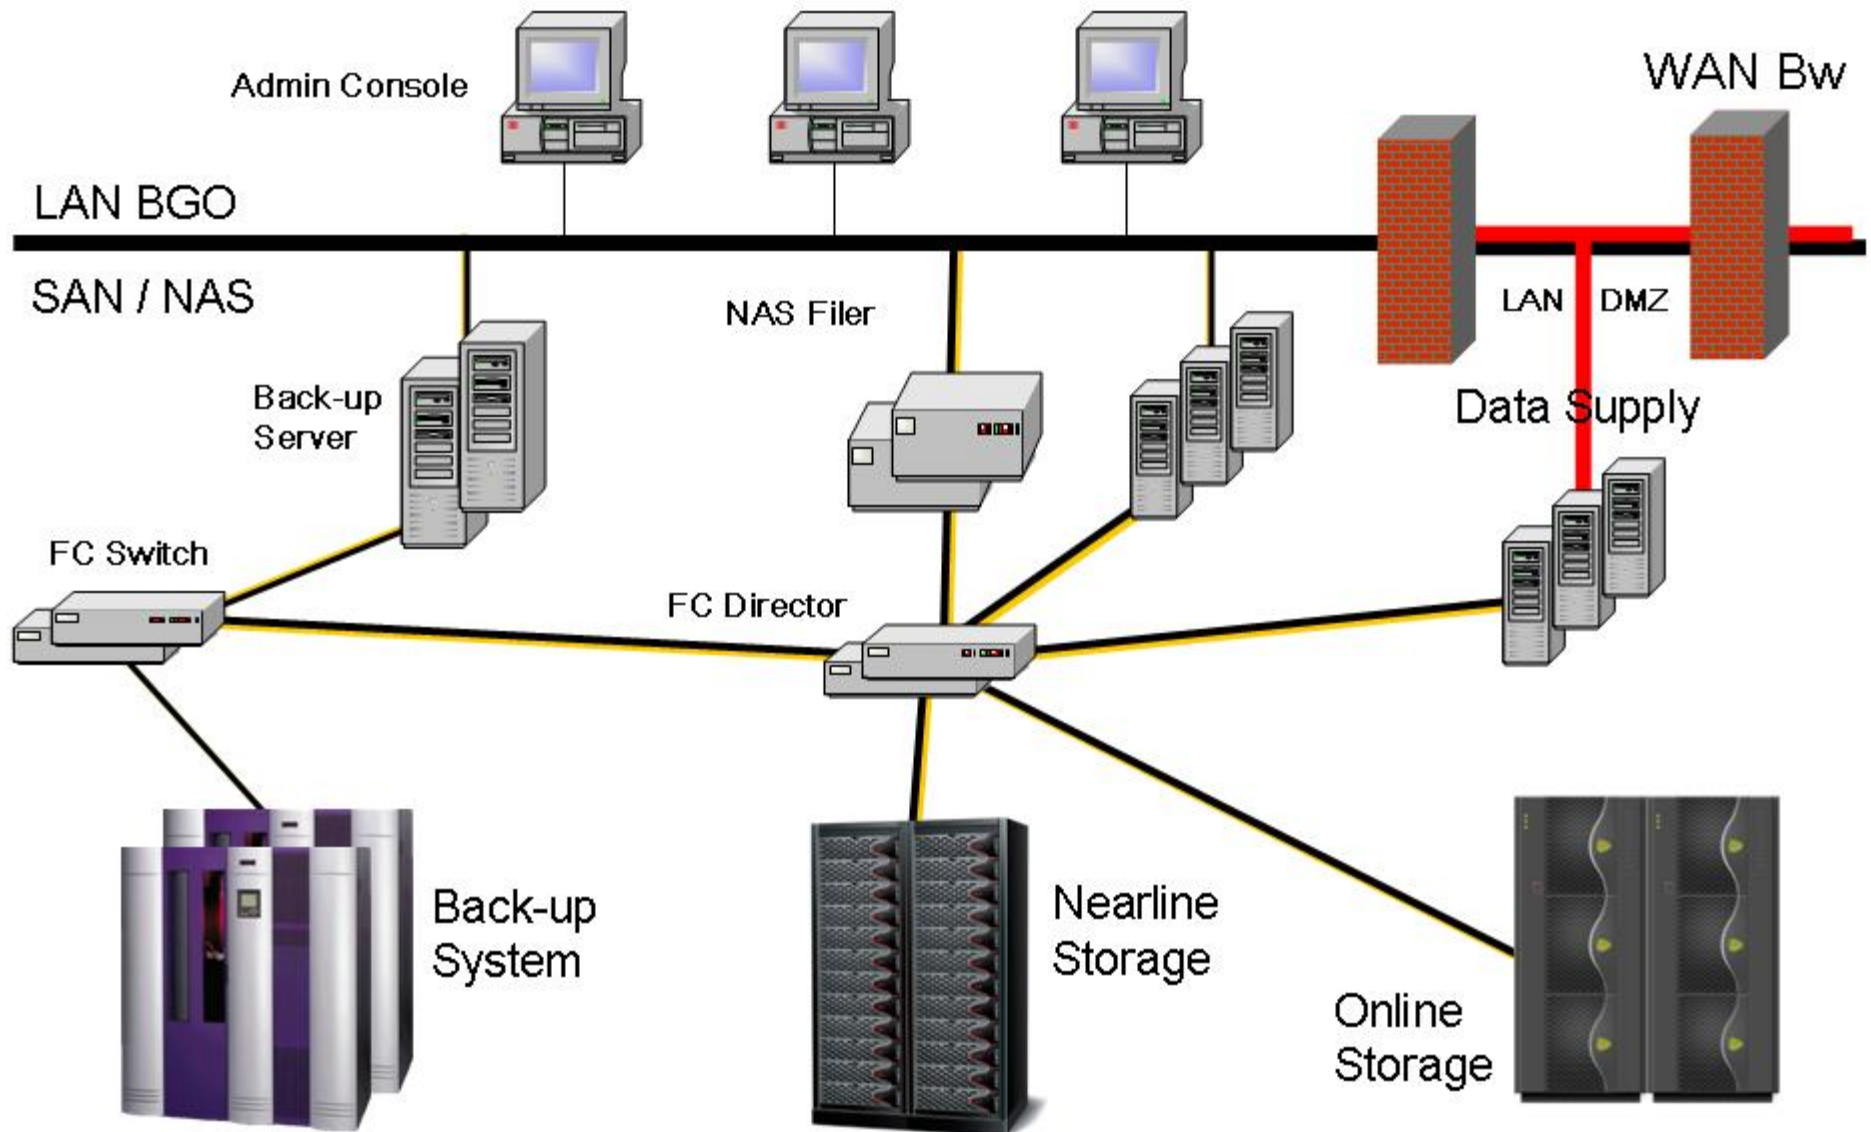 Admin Console
WAN Bw
LAN BGO
SAN / NAS
NAS Filer
LAN
DMZ
Back-up
Server
Data Supply
FC Switch
FC Director
Back-up
System
Nearline
Storage
Online
Storage